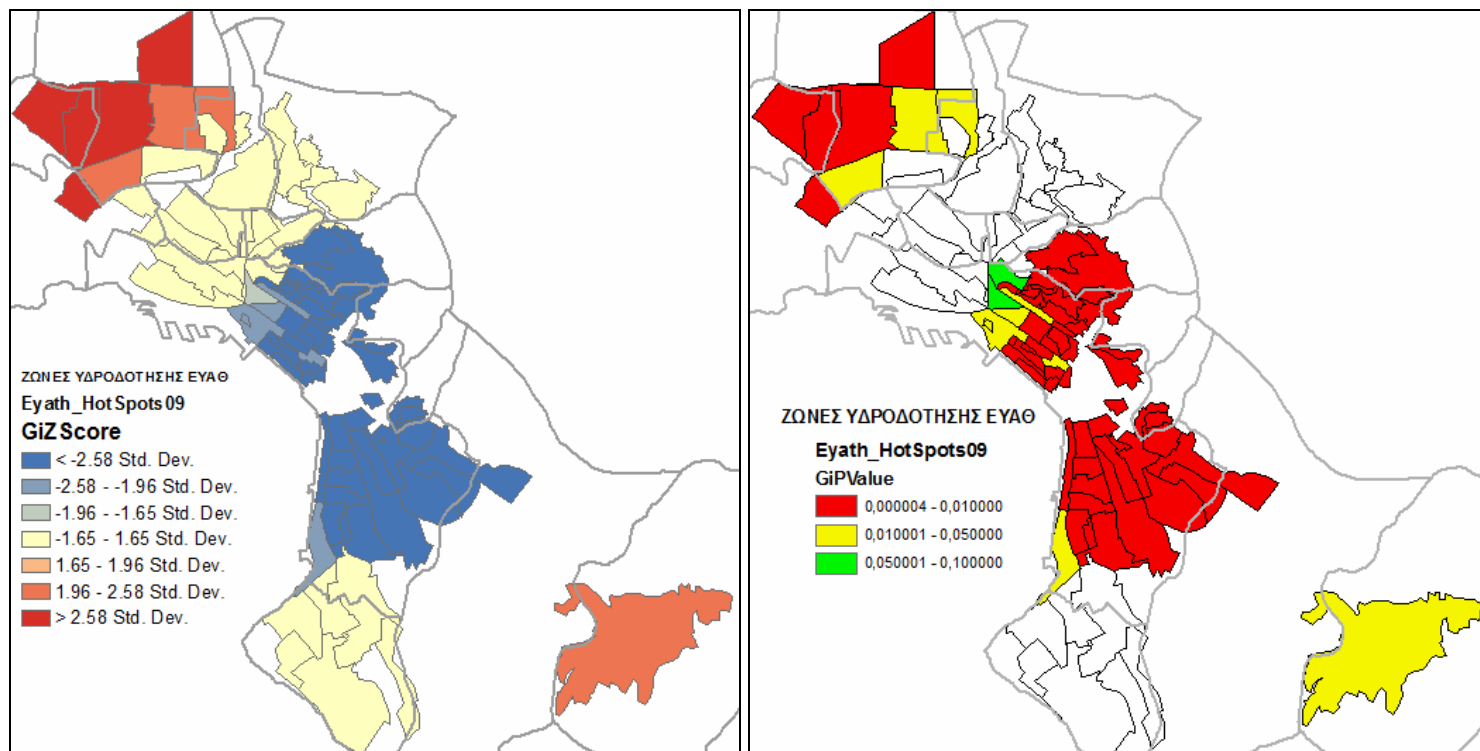 ΖΩΝΕΣ ΥΔΡΟΔΟΤΗΣΗΣ ΕΥΑΘ
Eyath_HotSpots09
GiZScore
< -2.58 Std. Dev.
-2.58 - -1.96 Std. Dev.
-1.96 - -1.65 Std. Dev.
-1.65 - 1.65 Std. Dev.
1.65 - 1.96 Std. Dev.
1.96 - 2.58 Std. Dev.
> 2.58 Std. Dev.
ΖΩΝΕΣ ΥΔΡΟΔΟΤΗΣΗΣ ΕΥΑΘ
Eyath_HotSpots09
GiPValue
0,000004 - 0,010000
0,010001 - 0,050000
0,050001 - 0,100000